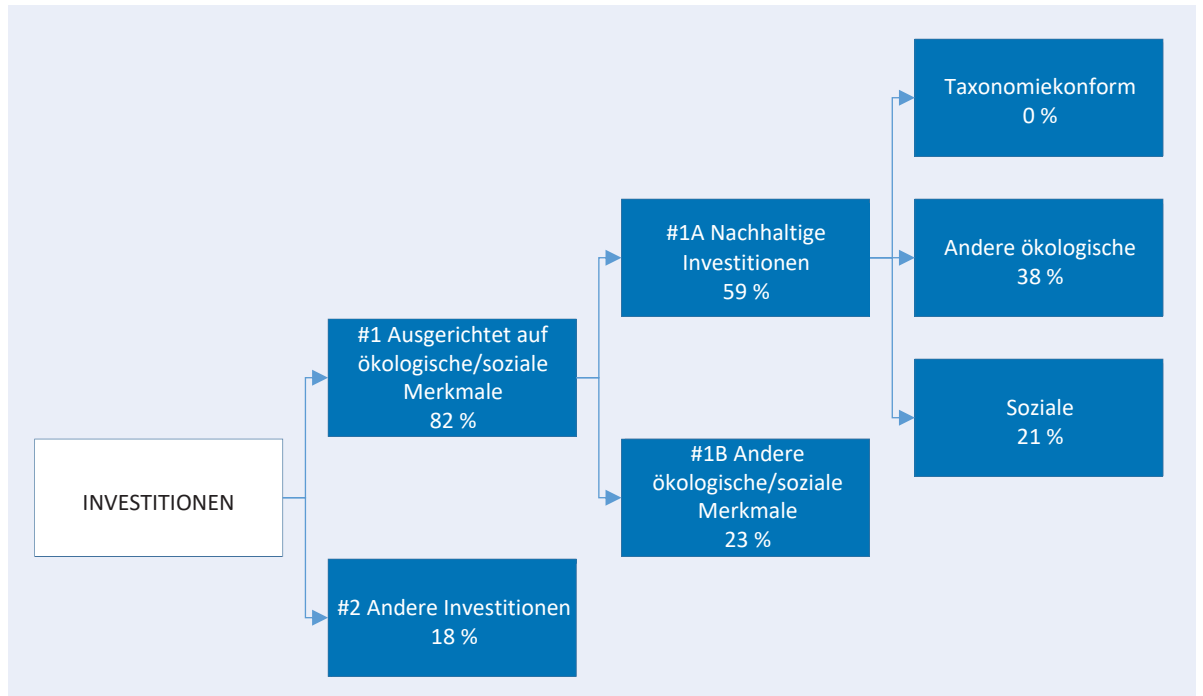 INVESTITIONEN
#1 Ausgerichtet auf
ökologische/soziale
Merkmale
82 %
#2 Andere Investitionen
18 %
#1A Nachhaltige
Investitionen
59 %
#1B Andere
ökologische/soziale
Merkmale
23 %
Taxonomiekonform
0 %
Andere ökologische
38 %
Soziale
21 %